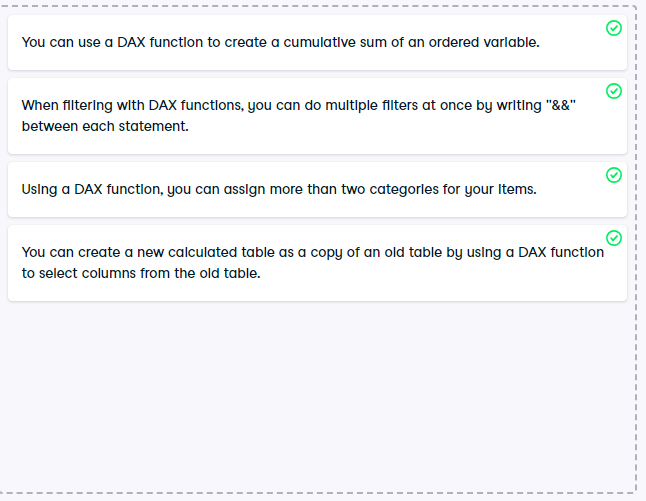 You can use a DAX function to create a cumulative sum of an ordered variable.
When filtering with DAX functions, you can do multiple filters at once by writing "&&"
between each statement.
Using a DAX function, you can assign more than two categories for your items.
You can create a new calculated table as a copy of an old table by using a DAX function
to select columns from the old table.